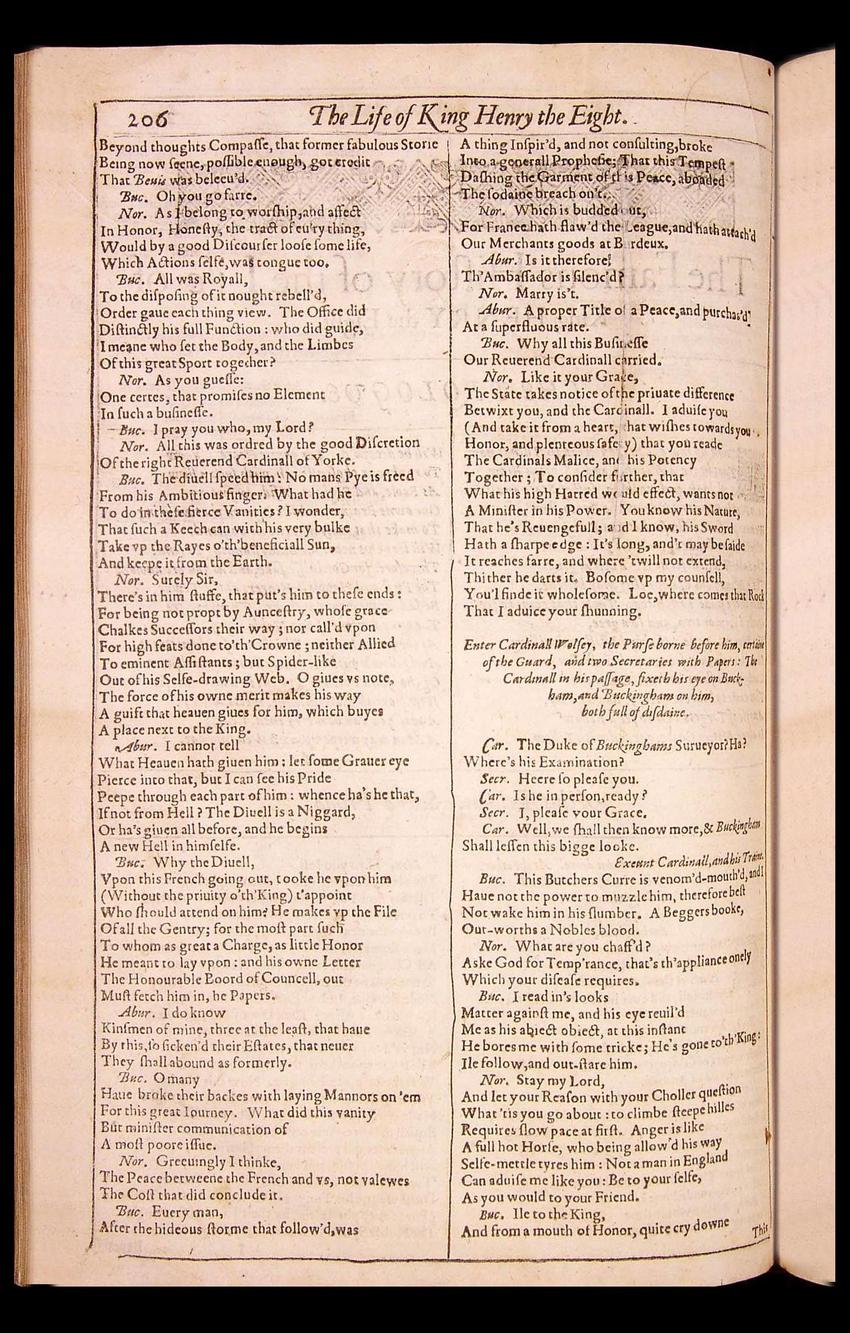 206
The Life of King Henry the Eight.
Beyond thoughts Compaſſe, that former fabulous Storie
Being now ſeene, poſſible enough, got credit
That Beuis was beleeu'd.
Buc. Oh you go farre.
Nor. As I belong to worſhip, and affect
In Honor, Honeſty, the tract of eu'ry thing,
Would by a good Diſcourſer looſe ſome life,
Which Actions ſelfe, was tongue too.
Buc. All was Royall,
To the diſpoſing of it nought rebell'd,
Order gaue each thing view. The Office did
Diſtinctly his full Function: who did guide,
I meane who ſet the Body, and the Limbes
Of this great Sport together?
Nor. As you gueſſe:
One certes, that promiſes no Element
In ſuch a buſineſſe.
Buc. I pray you who, my Lord?
Nor. All this was ordred by the good Diſcretion
Of the right Reuerend Cardinall of Yorke.
Buc. The diuell ſpeed him: No mans Pye is freed
From his Ambitious finger. What had he
To do in theſe fierce Vanities? I wonder,
That ſuch a Keech can with his very bulke
Take vp the Rayes o'th'beneficiall Sun,
And keepe it from the Earth.
Nor. Surely Sir,
There's in him ſtuffe, that put's him to theſe ends:
For being not propt by Aunceſtry, whoſe grace
Chalkes Succeſſors their way; nor call'd vpon
For high feats done to'th'Crowne; neither Allied
To eminent Aſſiſtants; but Spider-like
Out of his Selfe-drawing Web. O giues vs note,
The force of his owne merit makes his way
A guift that heauen giues for him, which buyes
A place next to the King.
Abur. I cannot tell
What Heauen hath giuen him: let ſome Grauer eye
Pierce into that, but I can ſee his Pride
Peepe through each part of him: whence ha's he that,
If not from Hell? The Diuell is a Niggard,
Or ha's giuen all before, and he begins
A new Hell in himſelfe.
Buc. Why the Diuell,
Vpon this French going out, tooke he vpon him
(Without the priuity o'th'King) t'appoint
Who ſhould attend on him? He makes vp the File
Of all the Gentry; for the moſt part ſuch
To whom as great a Charge, as little Honor
He meant to lay vpon: and his owne Letter
The Honourable Boord of Councell, out
Muſt fetch him in, he Papers.
Abur. I do know
Kinſmen of mine, three at the leaſt, that haue
By this, ſo ſicken'd their Eſtates, that neuer
They ſhall abound as formerly.
Buc. O many
Haue broke their backes with laying Mannors on 'em
For this great Iourney. What did this vanity
But miniſter communication of
A moſt poore iſſue.
Nor. Greeuingly I thinke,
The Peace betweene the French and vs, not valewes
The Coſt that did conclude it.
Buc. Euery man,
After the hideous ſtorme that follow'd, was
A thing Inſpir'd, and not conſulting, broke
Into a generall Propheſie; That this Tempeſt
Daſhing the Garment of this Peace, aboaded
The ſodaine breach on't.
Nor. Which is budded out,
For France hath flaw'd the League, and hath attach'd
Our Merchants goods at Burdeux.
Abur. Is it therefore
Th'Ambaſſador is ſilenc'd?
Nor. Marry is't.
Abur. A proper Title of a Peace, and purchas'd
At a ſuperfluous rate.
Buc. Why all this Buſineſſe
Our Reuerend Cardinall carried.
Nor. Like it your Grace,
The State takes notice of the priuate difference
Betwixt you, and the Cardinall. I aduiſe you
(And take it from a heart, that wiſhes towards you
Honor, and plenteous ſafety) that you reade
The Cardinals Malice, and his Potency
Together; To conſider further, that
What his high Hatred would effect, wants not
A Miniſter in his Power. You know his Nature,
That he's Reuengefull; and I know, his Sword
Hath a ſharpe edge: It's long, and't may be ſaide
It reaches farre, and where 'twill not extend,
Thither he darts it. Boſome vp my counſell,
You'l finde it wholeſome. Loe, where comes that Rock
That I aduice your ſhunning.
Enter Cardinall Wolſey, the Purſe borne before him, certaine
of the Guard, and two Secretaries with Papers: The
Cardinall in his paſſage, fixeth his eye on Buck-
ham, and Buckingham on him,
both full of diſdaine.
Car. The Duke of Buckinghams Surueyor? Ha?
Where's his Examination?
Secr. Heere ſo pleaſe you.
Car. Is he in perſon, ready?
Secr. I, pleaſe your Grace.
Car. Well, we ſhall then know more, & Buckingham
Shall leſſen this bigge looke.
Exeunt Cardinall, and his Traine.
Buc. This Butchers Curre is venom'd-mouth'd, and I
Haue not the power to muzzle him, therefore beſt
Not wake him in his ſlumber. A Beggers booke,
Out-worths a Nobles blood.
Nor. What are you chaff'd?
Aske God for Temp'rance, that's th'appliance onely
Which your diſeaſe requires.
Buc. I read in's looks
Matter againſt me, and his eye reuil'd
Me as his abiect obiect, at this inſtant
He bores me with ſome tricke; He's gone to'th'King:
Ile follow, and out-ſtare him.
Nor. Stay my Lord,
And let your Reaſon with your Choller queſtion
What 'tis you go about: to climbe ſteepe hilles
Requires ſlow pace at firſt. Anger is like
A full hot Horſe, who being allow'd his way
Selfe-mettle tyres him: Not a man in England
Can aduiſe me like you: Be to your ſelfe,
As you would to your Friend.
Buc. Ile to the King,
And from a mouth of Honor, quite cry downe
This